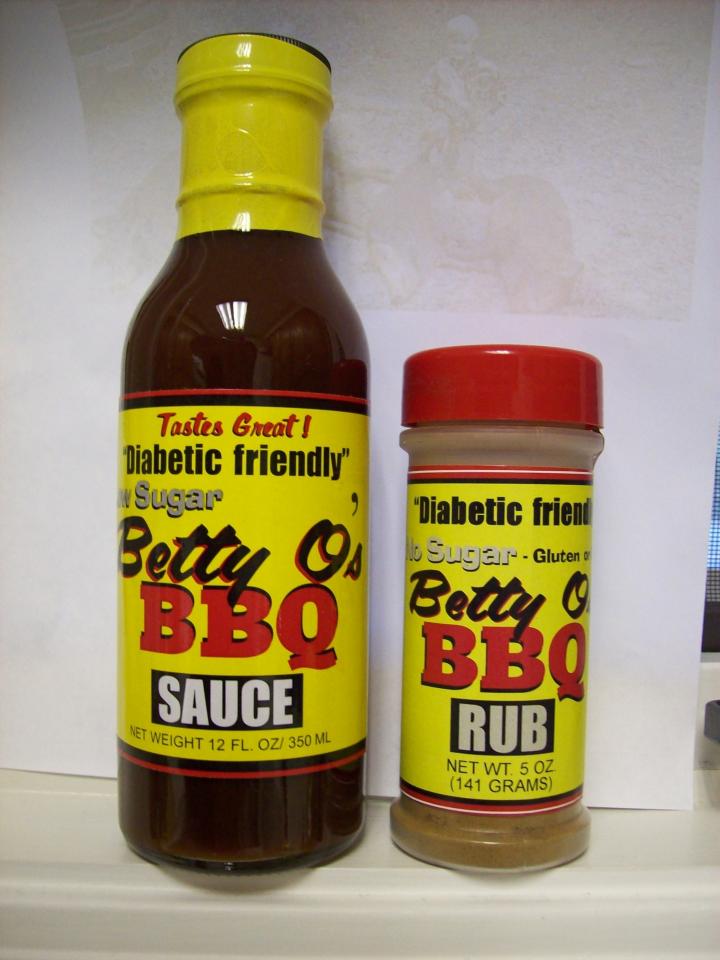 Tastes Great!
"Diabetic friendly"
Sugar
Betty O's
BBQ
SAUCE
NET WEIGHT 12 FL. OZ/ 350 ML
"Diabetic friend
Sugar - Gluten
Betty O
BBQ
RUB
NET WT. 5 OZ.
(141 GRAMS)